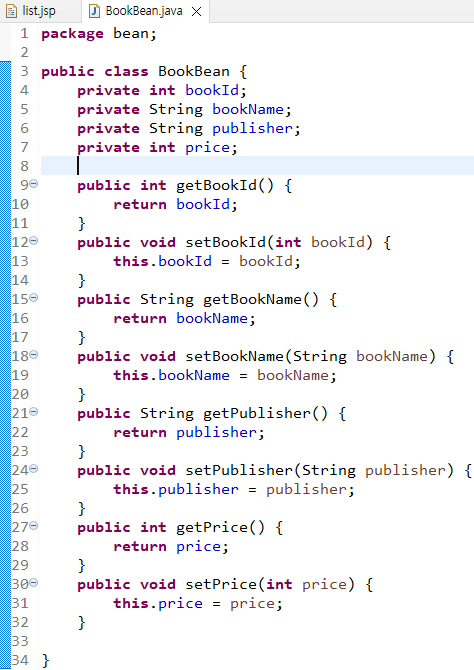 list.jsp BookBean.java
1 package bean;
2
3 public class BookBean {
4 private int bookId;
5 private String bookName;
6 private String publisher;
7 private int price;
8
9 public int getBookId() {
10 return bookId;
11 }
12 public void setBookId(int bookId) {
13 this.bookId = bookId;
14 }
15 public String getBookName() {
16 return bookName;
17 }
18 public void setBookName(String bookName) {
19 this.bookName = bookName;
20 }
21 public String getPublisher() {
22 return publisher;
23 }
24 public void setPublisher(String publisher) {
25 this.publisher = publisher;
26 }
27 public int getPrice() {
28 return price;
29 }
30 public void setPrice(int price) {
31 this.price = price;
32 }
33
34 }